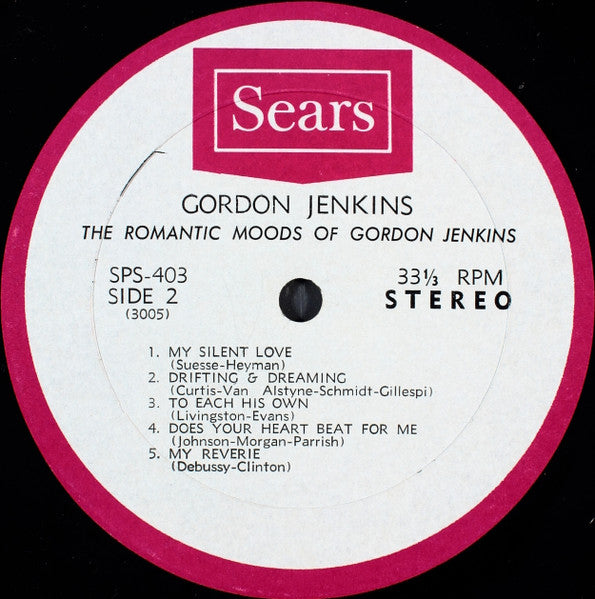 Sears
GORDON JENKINS
THE ROMANTIC MOODS OF GORDON JENKINS
SPS-403 33⅓ RPM
SIDE 2 STEREO
(3005)
1. MY SILENT LOVE
(Suesse-Heyman)
2. DRIFTING & DREAMING
(Curtis-Van Alstyne-Schmidt-Gillespi)
3. TO EACH HIS OWN
(Livingston-Evans)
4. DOES YOUR HEART BEAT FOR ME
(Johnson-Morgan-Parrish)
5. MY REVERIE
(Debussy-Clinton)